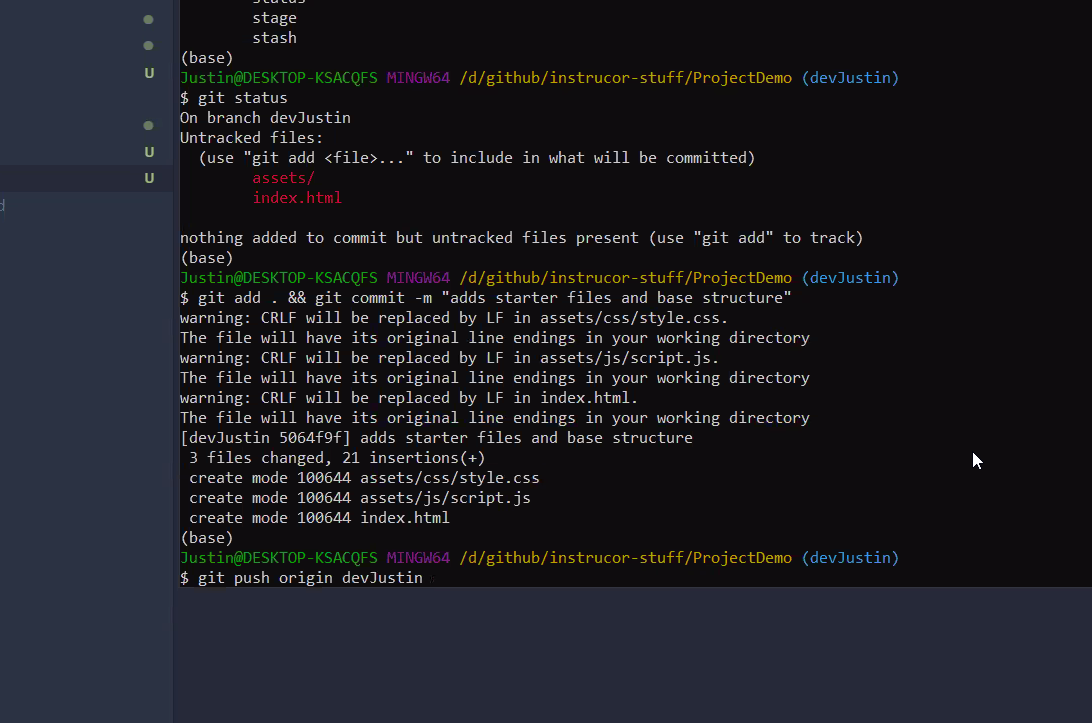 stage
stash
(base)
Justin@DESKTOP-KSACQFS MINGW64 /d/github/instrucor-stuff/ProjectDemo (devJustin)
U
$ git status
On branch devJustin
Untracked files:
(use "git add <file>..." to include in what will be committed)
U
assets/
U
index.html
d
nothing added to commit but untracked files present (use "git add" to track)
(base)
Justin@DESKTOP-KSACQFS MINGW64 /d/github/instrucor-stuff/ProjectDemo (devJustin)
$ git add . && git commit -m "adds starter files and base structure"
warning: CRLF will be replaced by LF in assets/css/style.css.
The file will have its original line endings in your working directory
warning: CRLF will be replaced by LF in assets/js/script.js.
The file will have its original line endings in your working directory
warning: CRLF will be replaced by LF in index.html.
The file will have its original line endings in your working directory
[devJustin 5064f9f] adds starter files and base structure
3 files changed, 21 insertions(+)
create mode 100644 assets/css/style.css
create mode 100644 assets/js/script.js
create mode 100644 index.html
(base)
Justin@DESKTOP-KSACQFS MINGW64 /d/github/instrucor-stuff/ProjectDemo (devJustin)
$ git push origin devJustin